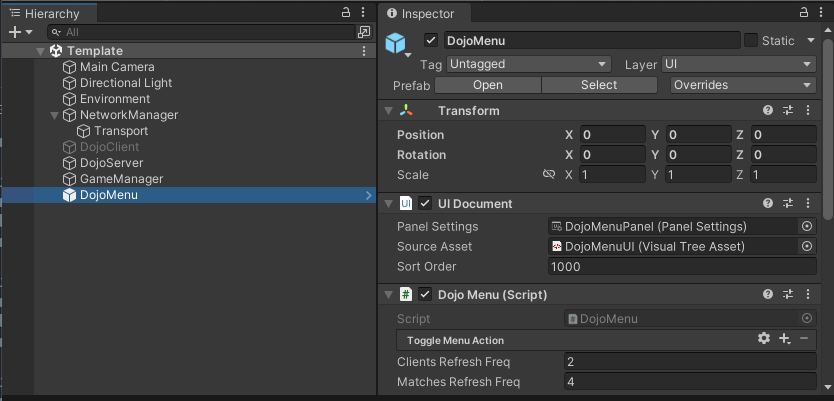 Hierarchy
All
Template
Main Camera
Directional Light
Environment
NetworkManager
Transport
DojoClient
DojoServer
GameManager
DojoMenu
Inspector
DojoMenu Static
Tag Untagged Layer UI
Prefab Open Select Overrides
Transform
Position X 0 Y 0 Z 0
Rotation X 0 Y 0 Z 0
Scale X 1 Y 1 Z 1
UI UI Document
Panel Settings DojoMenuPanel (Panel Settings)
Source Asset DojoMenuUI (Visual Tree Asset)
Sort Order 1000
# Dojo Menu (Script)
Script # DojoMenu
Toggle Menu Action
Clients Refresh Freq 2
Matches Refresh Freq 4